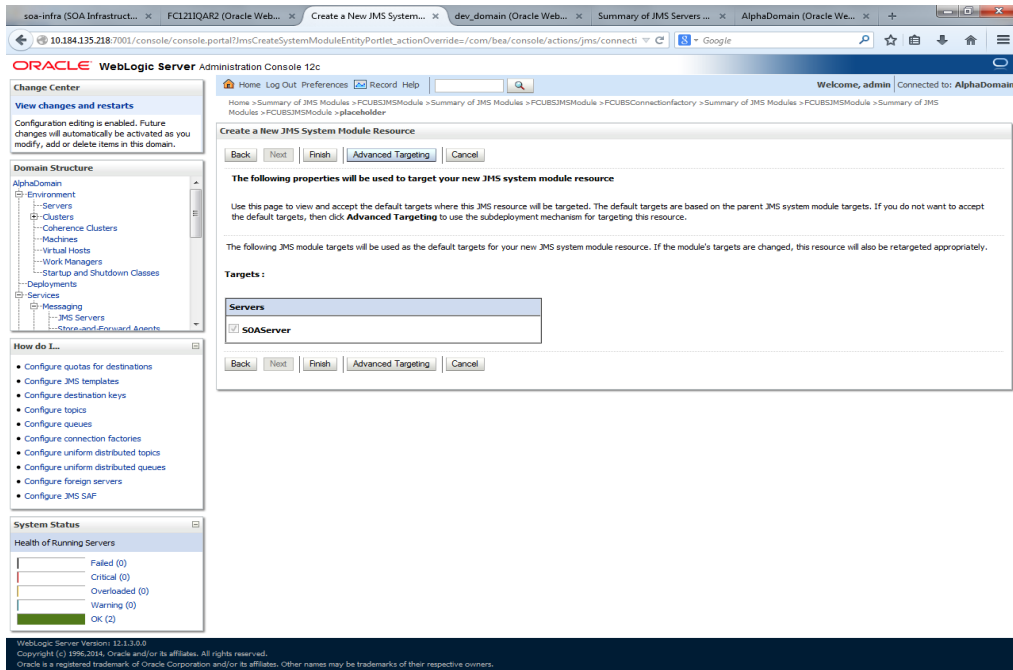 soa-infra (SOA Infrastruct...
FC121IQAR2 (Oracle Web...
Create a New JMS System...
dev_domain (Oracle Web...
Summary of JMS Servers ...
AlphaDomain (Oracle We...
10.184.135.218:7001/console/console.portal?JmsCreateSystemModuleEntityPortlet_actionOverride=/com/bea/console/actions/jms/connecti
Google
ORACLE WebLogic Server Administration Console 12c
Change Center
View changes and restarts
Configuration editing is enabled. Future
changes will automatically be activated as you
modify, add or delete items in this domain.
Domain Structure
AlphaDomain
Environment
Servers
Clusters
Coherence Clusters
Machines
Virtual Hosts
Work Managers
Startup and Shutdown Classes
Deployments
Services
Messaging
JMS Servers
Store-and-Forward Agents
How do I...
Configure quotas for destinations
Configure JMS templates
Configure destination keys
Configure topics
Configure queues
Configure connection factories
Configure uniform distributed topics
Configure uniform distributed queues
Configure foreign servers
Configure JMS SAF
System Status
Health of Running Servers
Failed (0)
Critical (0)
Overloaded (0)
Warning (0)
OK (2)
Home Log Out Preferences Record Help
Welcome, admin Connected to: AlphaDomain
Home >Summary of JMS Modules >FCUBSJMSModule >Summary of JMS Modules >FCUBSJMSModule >FCUBSConnectionfactory >Summary of JMS Modules >FCUBSJMSModule >Summary of JMS
Modules >FCUBSJMSModule >placeholder
Create a New JMS System Module Resource
Back Next Finish Advanced Targeting Cancel
The following properties will be used to target your new JMS system module resource
Use this page to view and accept the default targets where this JMS resource will be targeted. The default targets are based on the parent JMS system module targets. If you do not want to accept
the default targets, then click Advanced Targeting to use the subdeployment mechanism for targeting this resource.
The following JMS module targets will be used as the default targets for your new JMS system module resource. If the module's targets are changed, this resource will also be retargeted appropriately.
Targets :
Servers
SOAServer
Back Next Finish Advanced Targeting Cancel
WebLogic Server Version: 12.1.3.0.0
Copyright (c) 1996,2014, Oracle and/or its affiliates. All rights reserved.
Oracle is a registered trademark of Oracle Corporation and/or its affiliates. Other names may be trademarks of their respective owners.